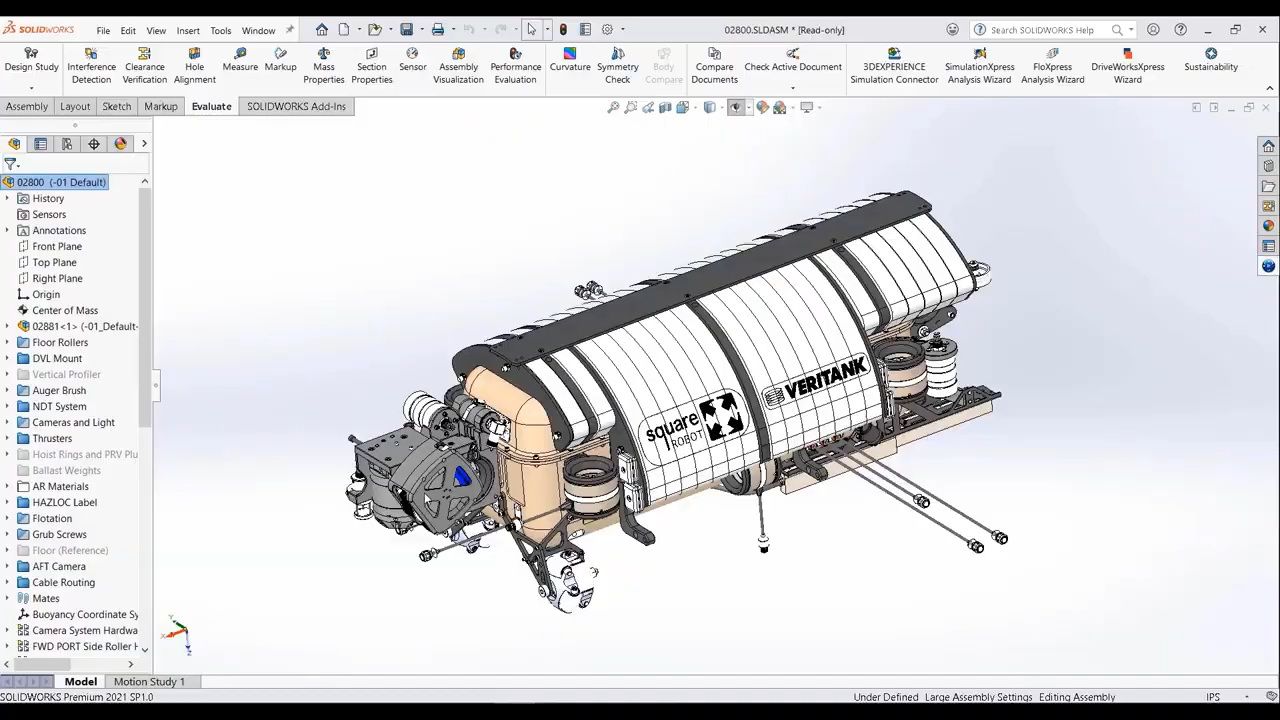 SOLIDWORKS
File Edit View Insert Tools Window
02800.SLDASM * [Read-only]
Search SOLIDWORKS Help
Design Study
Interference Detection
Clearance Verification
Hole Alignment
Measure
Markup
Mass Properties
Section Properties
Sensor
Assembly Visualization
Performance Evaluation
Curvature
Symmetry Check
Body Compare
Compare Documents
Check Active Document
3DEXPERIENCE Simulation Connector
SimulationXpress Analysis Wizard
FloXpress Analysis Wizard
DriveWorksXpress Wizard
Sustainability
Assembly Layout Sketch Markup Evaluate SOLIDWORKS Add-Ins
02800 (-01 Default)
History
Sensors
Annotations
Front Plane
Top Plane
Right Plane
Origin
Center of Mass
02881<1> (-01_Default-
Floor Rollers
DVL Mount
Vertical Profiler
Auger Brush
NDT System
Cameras and Light
Thrusters
Hoist Rings and PRV Plu
Ballast Weights
AR Materials
HAZLOC Label
Flotation
Grub Screws
Floor (Reference)
AFT Camera
Cable Routing
Mates
Buoyancy Coordinate Sy
Camera System Hardwa
FWD PORT Side Roller H
square
ROBOT
VERITANK
Y
X
Z
Model Motion Study 1
SOLIDWORKS Premium 2021 SP1.0
Under Defined Large Assembly Settings Editing Assembly IPS